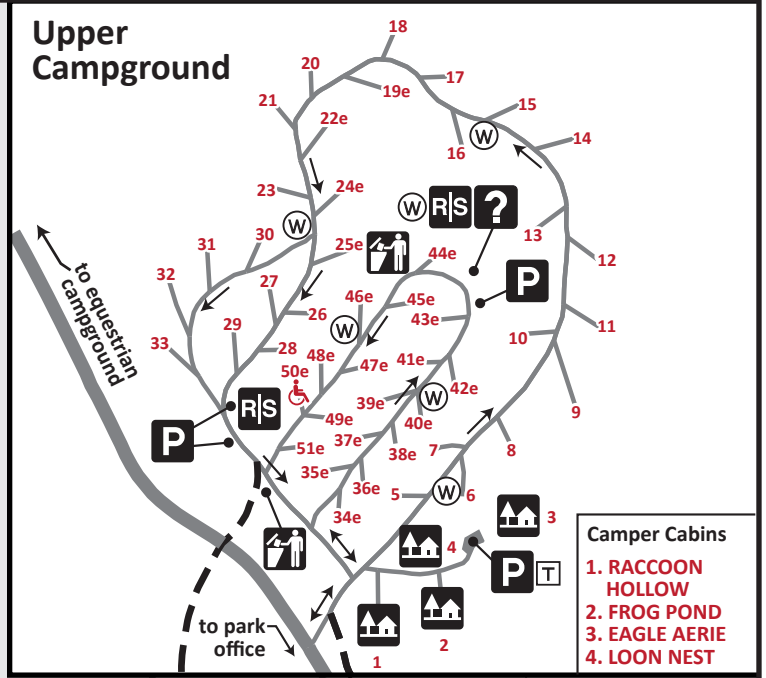 Upper
Campground
18
20
17
19e
21
15
22e
14
16
23
24e
W
W
R|S
?
W
13
31
30
25e
44e
12
32
27
46e
45e
P
26
43e
11
29
W
10
33
28
48e
41e
50e
47e
42e
R|S
39e
W
9
49e
40e
P
37e
51e
38e
7
8
35e
36e
5
W
6
34e
3
4
P
T
2
1
to equestrian
campground
to park
office
Camper Cabins
1. RACCOON
HOLLOW
2. FROG POND
3. EAGLE AERIE
4. LOON NEST